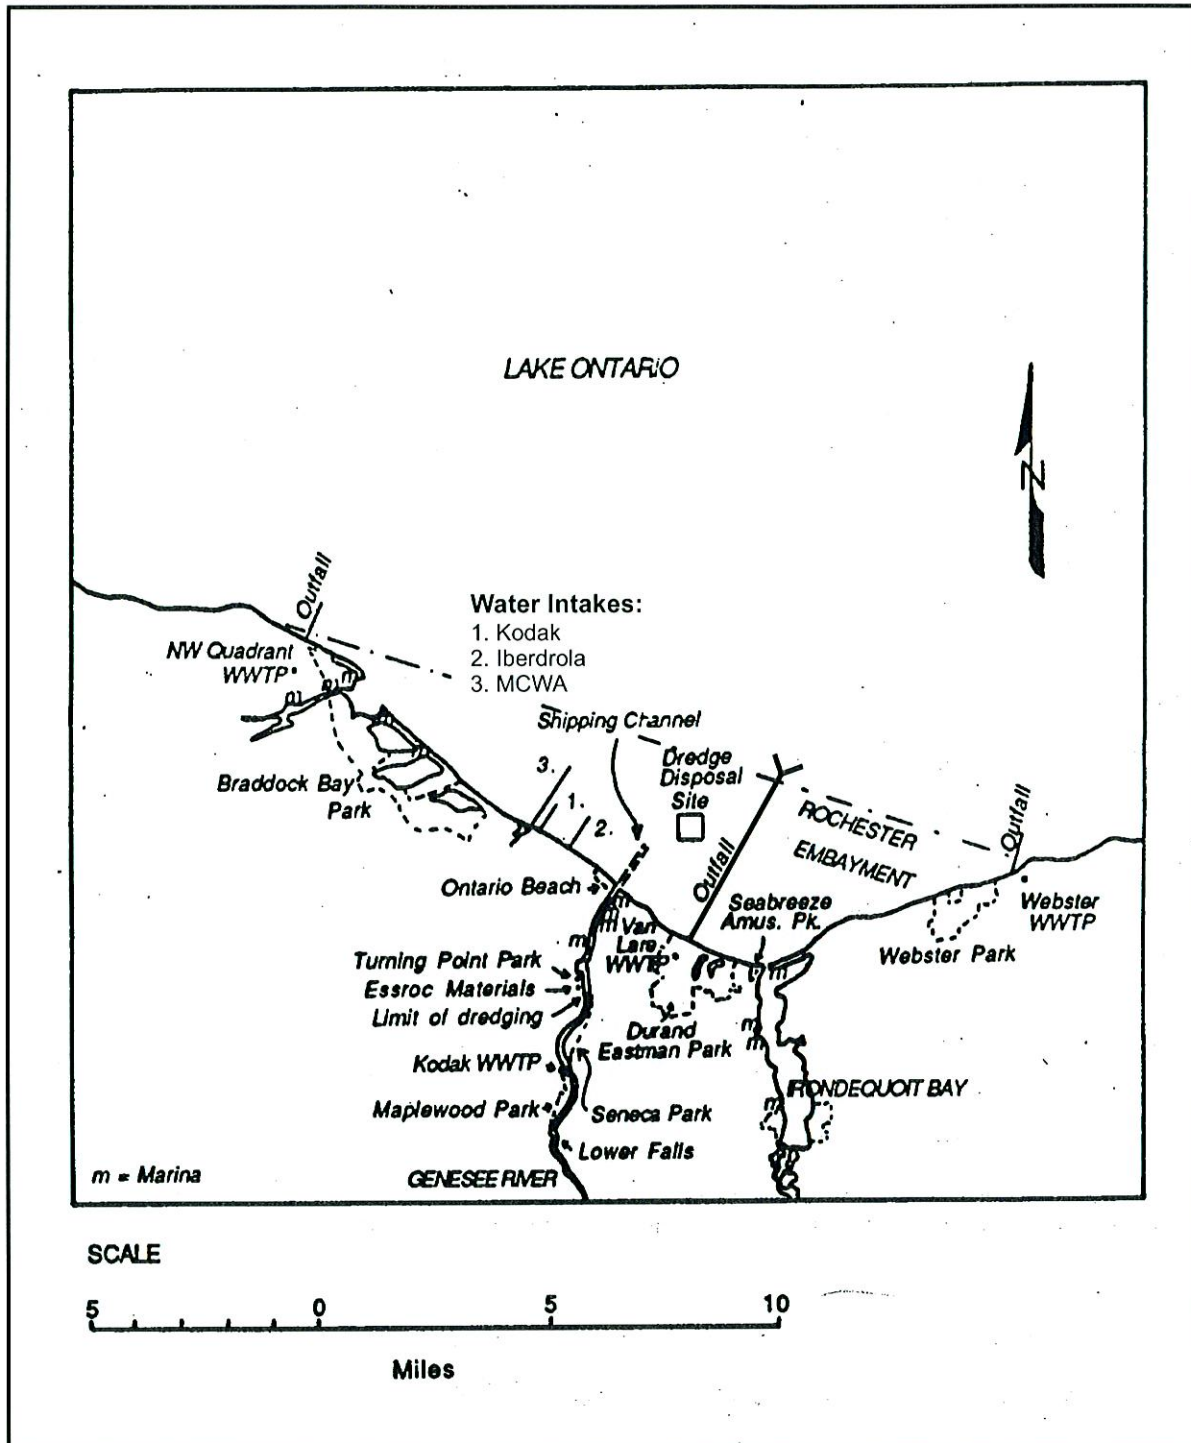 LAKE ONTARIO
N
Outfall
Water Intakes:
1. Kodak
2. Iberdrola
3. MCWA
NW Quadrant
WWTP
m
m
m
Shipping Channel
Dredge
Disposal
Site
Braddock Bay
Park
3.
1.
2.
ROCHESTER
EMBAYMENT
Outfall
Outfall
Ontario Beach
Seabreeze
Amus. Pk.
Webster
WWTP
Webster Park
m
m
m
Van
Lare
WWTP
m
Turning Point Park
Essroc Materials
Limit of dredging
Durand
Eastman Park
m
m
Kodak WWTP
IRONDEQUOIT BAY
m
Maplewood Park
Seneca Park
Lower Falls
m = Marina
GENESEE RIVER
SCALE
5 0 5 10
Miles